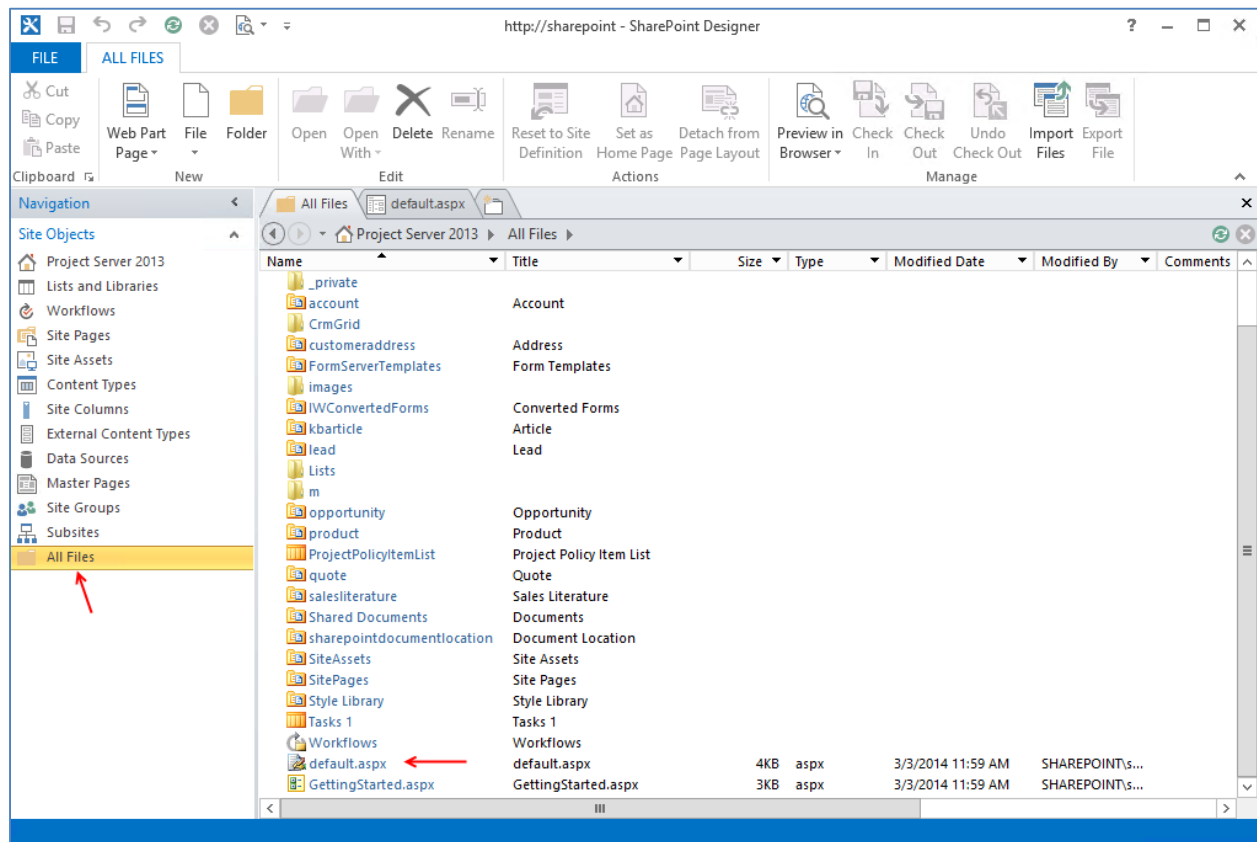 http://sharepoint - SharePoint Designer ?
FILE ALL FILES
Cut
Copy
Paste
Web Part Page
File
Folder
Open
Open With
Delete
Rename
Reset to Site Definition
Set as Home Page
Detach from Page Layout
Preview in Browser
Check In
Check Out
Undo Check Out
Import Files
Export File
Clipboard New Edit Actions Manage
Navigation
All Files default.aspx
Site Objects
Project Server 2013 All Files
Project Server 2013
Lists and Libraries
Workflows
Site Pages
Site Assets
Content Types
Site Columns
External Content Types
Data Sources
Master Pages
Site Groups
Subsites
All Files
Name Title Size Type Modified Date Modified By Comments
_private
account Account
CrmGrid
customeraddress Address
FormServerTemplates Form Templates
images
IWConvertedForms Converted Forms
kbarticle Article
lead Lead
Lists
m
opportunity Opportunity
product Product
ProjectPolicyItemList Project Policy Item List
quote Quote
salesliterature Sales Literature
Shared Documents Documents
sharepointdocumentlocation Document Location
SiteAssets Site Assets
SitePages Site Pages
Style Library Style Library
Tasks 1 Tasks 1
Workflows Workflows
default.aspx default.aspx 4KB aspx 3/3/2014 11:59 AM SHAREPOINT\s...
GettingStarted.aspx GettingStarted.aspx 3KB aspx 3/3/2014 11:59 AM SHAREPOINT\s...